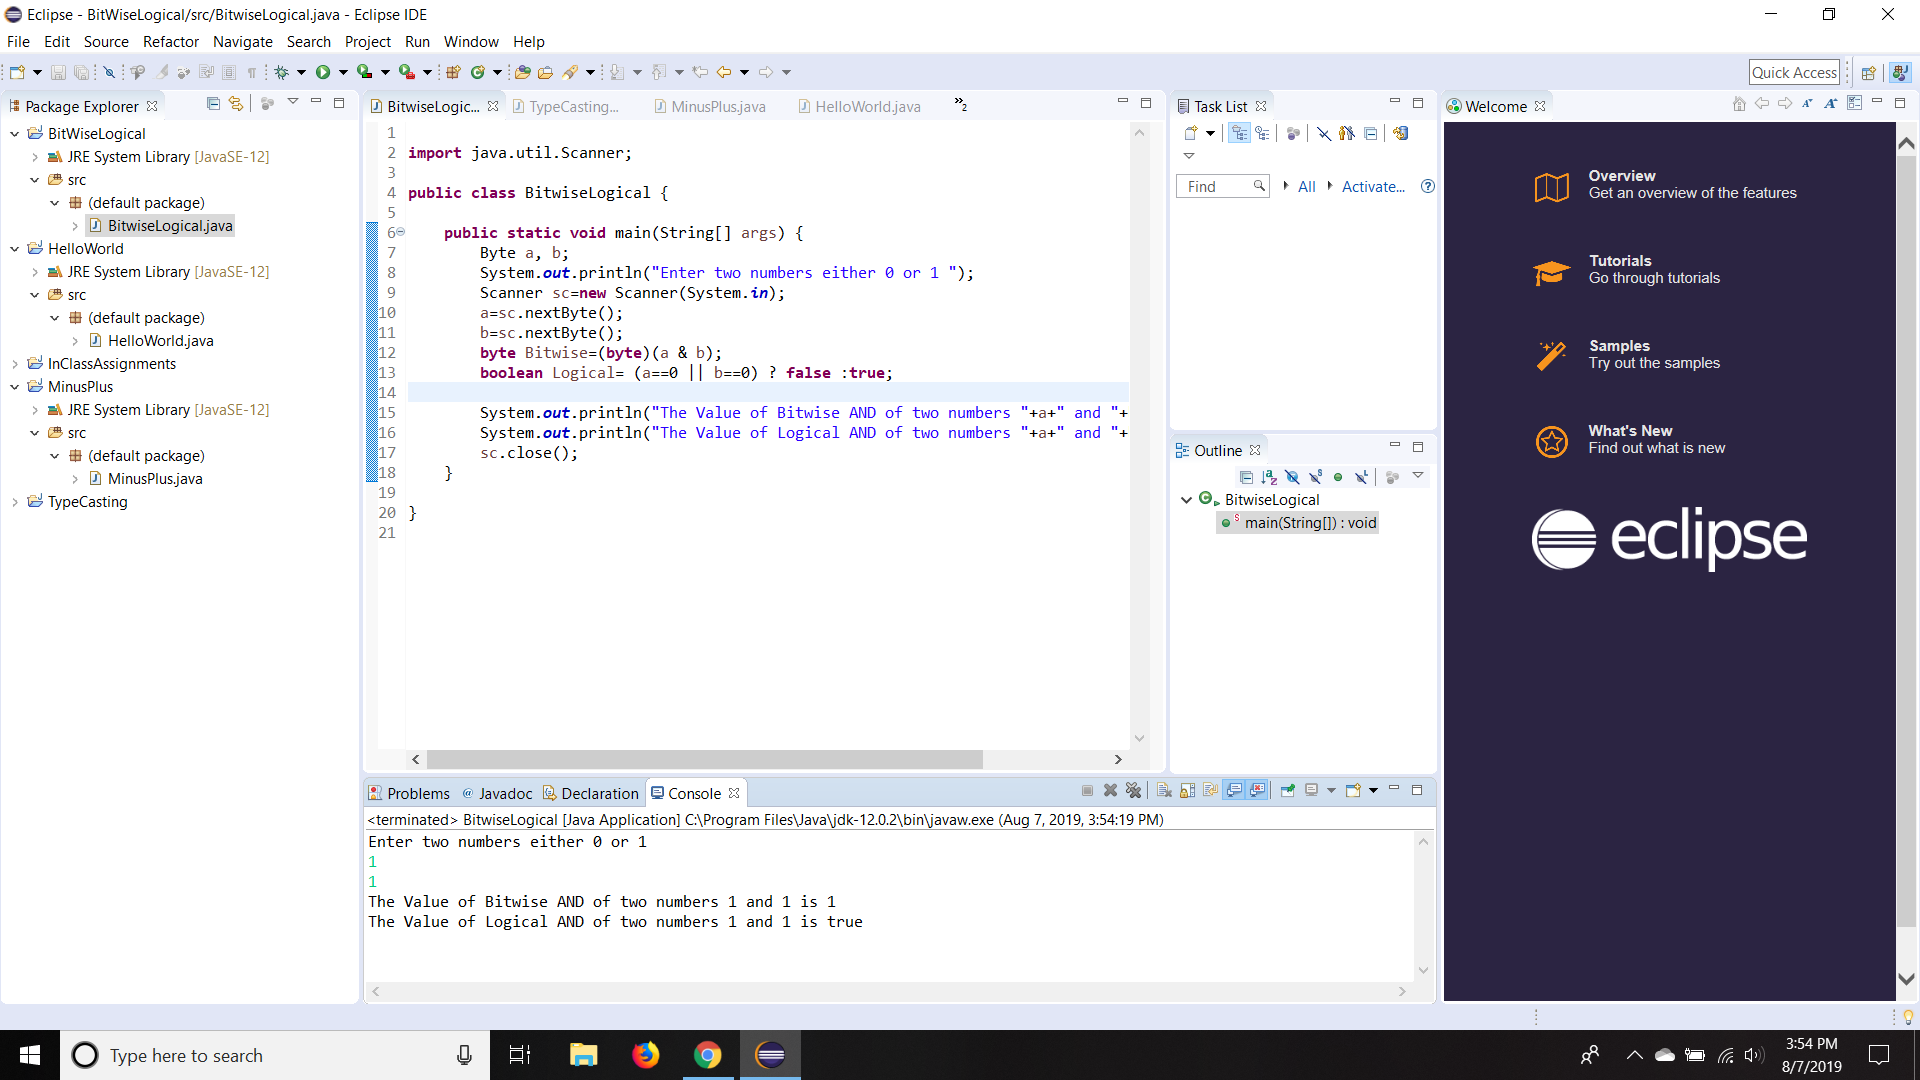 Eclipse - BitWiseLogical/src/BitwiseLogical.java - Eclipse IDE
File Edit Source Refactor Navigate Search Project Run Window Help
Quick Access
Package Explorer
BitWiseLogical
JRE System Library [JavaSE-12]
src
(default package)
BitwiseLogical.java
HelloWorld
JRE System Library [JavaSE-12]
src
(default package)
HelloWorld.java
InClassAssignments
MinusPlus
JRE System Library [JavaSE-12]
src
(default package)
MinusPlus.java
TypeCasting
BitwiseLogic... TypeCasting... MinusPlus.java HelloWorld.java »2
1
2 import java.util.Scanner;
3
4 public class BitwiseLogical {
5
6 public static void main(String[] args) {
7 Byte a, b;
8 System.out.println("Enter two numbers either 0 or 1 ");
9 Scanner sc=new Scanner(System.in);
10 a=sc.nextByte();
11 b=sc.nextByte();
12 byte Bitwise=(byte)(a & b);
13 boolean Logical= (a==0 || b==0) ? false :true;
14
15 System.out.println("The Value of Bitwise AND of two numbers "+a+" and "+
16 System.out.println("The Value of Logical AND of two numbers "+a+" and "+
17 sc.close();
18 }
19
20 }
21
Task List
Find All Activate...
Outline
BitwiseLogical
main(String[]) : void
Welcome
Overview
Get an overview of the features
Tutorials
Go through tutorials
Samples
Try out the samples
What's New
Find out what is new
eclipse
Problems @ Javadoc Declaration Console
<terminated> BitwiseLogical [Java Application] C:\Program Files\Java\jdk-12.0.2\bin\javaw.exe (Aug 7, 2019, 3:54:19 PM)
Enter two numbers either 0 or 1
1
1
The Value of Bitwise AND of two numbers 1 and 1 is 1
The Value of Logical AND of two numbers 1 and 1 is true
Type here to search
3:54 PM
8/7/2019